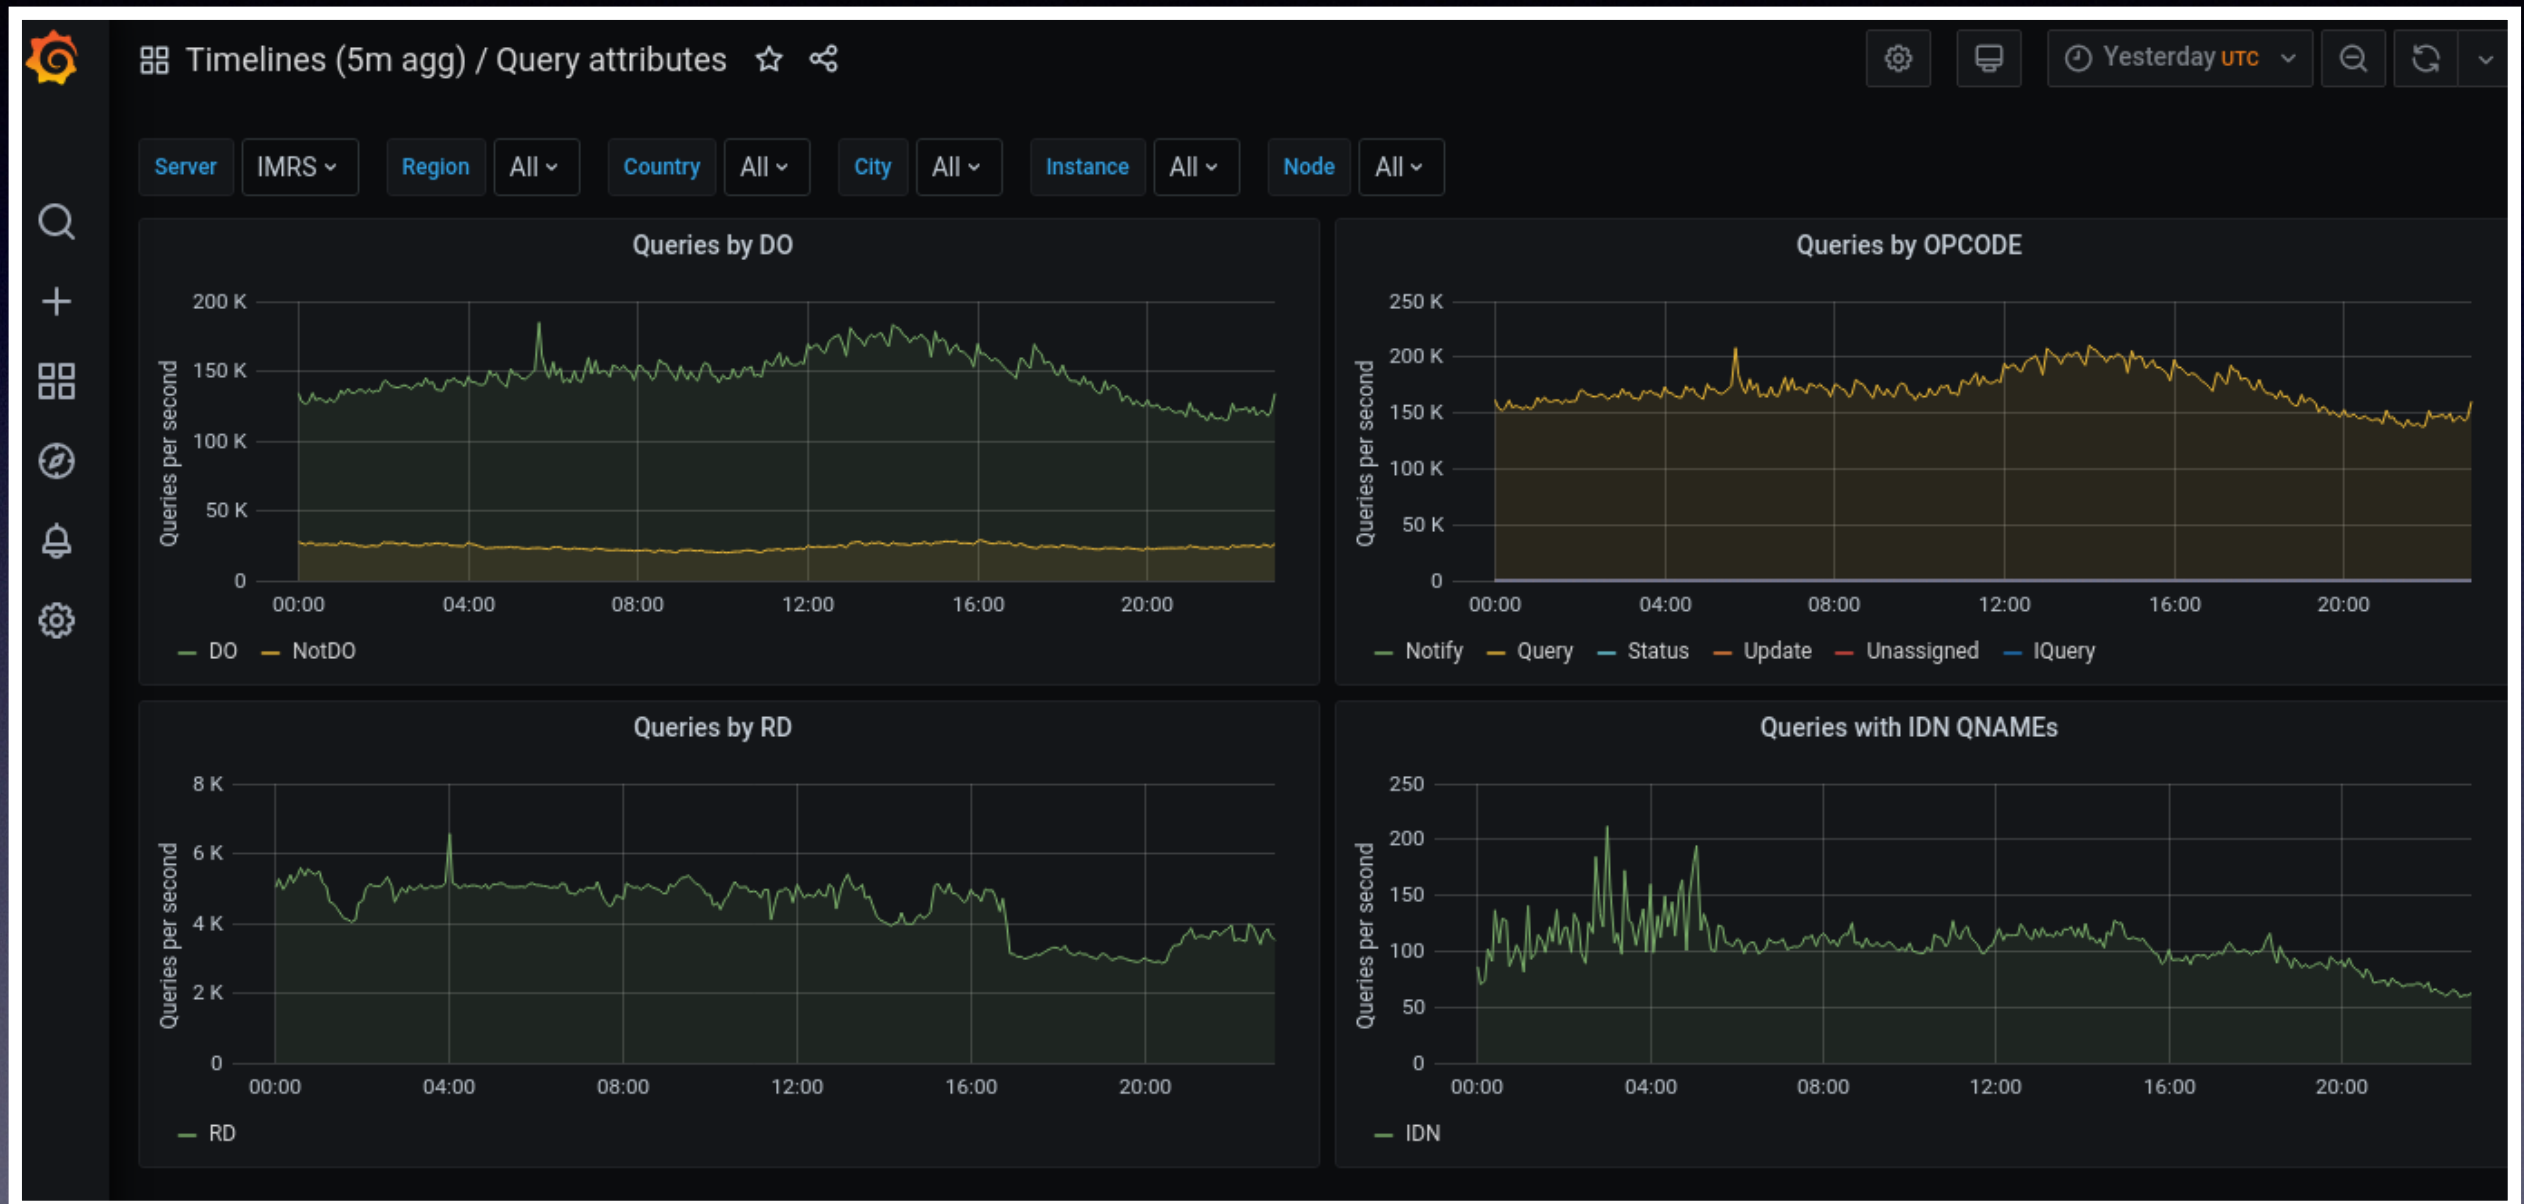 Timelines (5m agg) / Query attributes
Yesterday UTC
Server IMRS Region All Country All City All Instance All Node All
Queries by DO
Queries per second
200 K
150 K
100 K
50 K
0
00:00 04:00 08:00 12:00 16:00 20:00
DO NotDO
Queries by OPCODE
Queries per second
250 K
200 K
150 K
100 K
50 K
0
00:00 04:00 08:00 12:00 16:00 20:00
Notify Query Status Update Unassigned IQuery
Queries by RD
Queries per second
8 K
6 K
4 K
2 K
0
00:00 04:00 08:00 12:00 16:00 20:00
RD
Queries with IDN QNAMEs
Queries per second
250
200
150
100
50
0
00:00 04:00 08:00 12:00 16:00 20:00
IDN